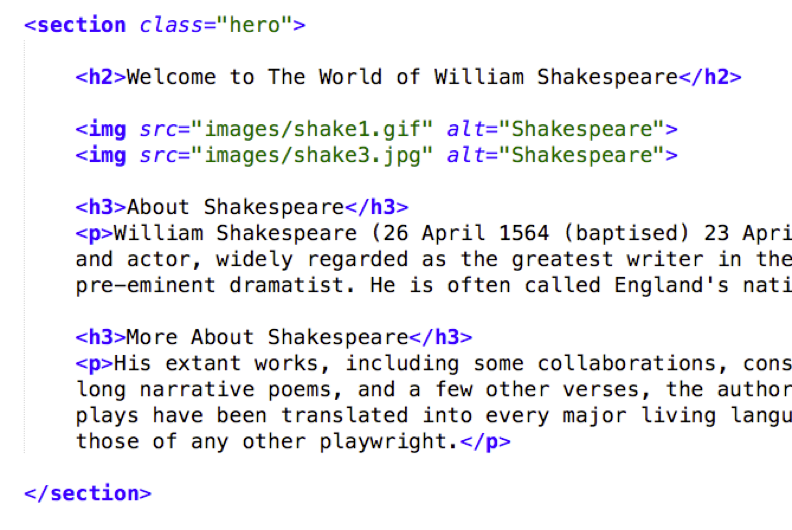 <section class="hero">
<h2>Welcome to The World of William Shakespeare</h2>
<img src="images/shake1.gif" alt="Shakespeare">
<img src="images/shake3.jpg" alt="Shakespeare">
<h3>About Shakespeare</h3>
<p>William Shakespeare (26 April 1564 (baptised) 23 Apri
and actor, widely regarded as the greatest writer in the
pre-eminent dramatist. He is often called England's nati
<h3>More About Shakespeare</h3>
<p>His extant works, including some collaborations, cons
long narrative poems, and a few other verses, the author
plays have been translated into every major living langu
those of any other playwright.</p>
</section>